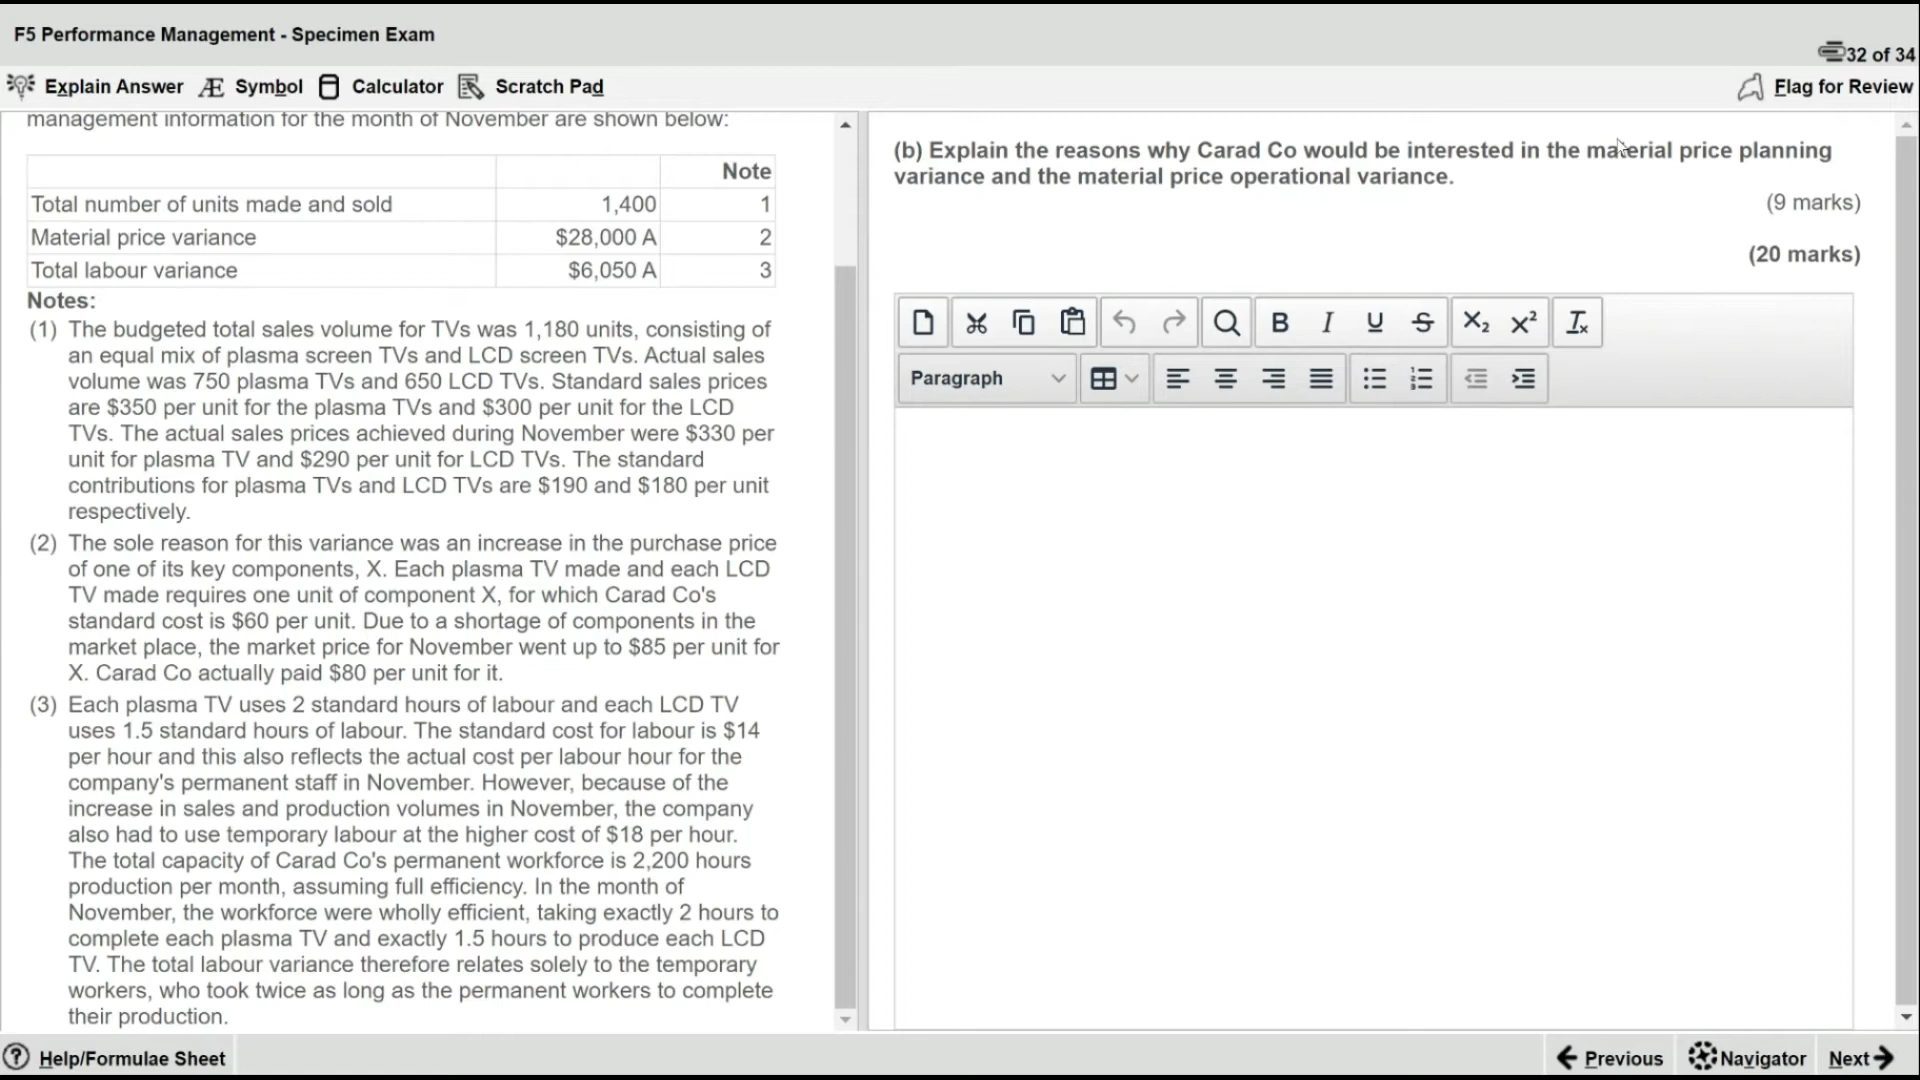 F5 Performance Management - Specimen Exam
32 of 34
Explain Answer Symbol Calculator Scratch Pad
Flag for Review
management information for the month of November are shown below:
Note
Total number of units made and sold 1,400 1
Material price variance $28,000 A 2
Total labour variance $6,050 A 3
Notes:
(1) The budgeted total sales volume for TVs was 1,180 units, consisting of
an equal mix of plasma screen TVs and LCD screen TVs. Actual sales
volume was 750 plasma TVs and 650 LCD TVs. Standard sales prices
are $350 per unit for the plasma TVs and $300 per unit for the LCD
TVs. The actual sales prices achieved during November were $330 per
unit for plasma TV and $290 per unit for LCD TVs. The standard
contributions for plasma TVs and LCD TVs are $190 and $180 per unit
respectively.
(2) The sole reason for this variance was an increase in the purchase price
of one of its key components, X. Each plasma TV made and each LCD
TV made requires one unit of component X, for which Carad Co's
standard cost is $60 per unit. Due to a shortage of components in the
market place, the market price for November went up to $85 per unit for
X. Carad Co actually paid $80 per unit for it.
(3) Each plasma TV uses 2 standard hours of labour and each LCD TV
uses 1.5 standard hours of labour. The standard cost for labour is $14
per hour and this also reflects the actual cost per labour hour for the
company's permanent staff in November. However, because of the
increase in sales and production volumes in November, the company
also had to use temporary labour at the higher cost of $18 per hour.
The total capacity of Carad Co's permanent workforce is 2,200 hours
production per month, assuming full efficiency. In the month of
November, the workforce were wholly efficient, taking exactly 2 hours to
complete each plasma TV and exactly 1.5 hours to produce each LCD
TV. The total labour variance therefore relates solely to the temporary
workers, who took twice as long as the permanent workers to complete
their production.
(b) Explain the reasons why Carad Co would be interested in the material price planning
variance and the material price operational variance.
(9 marks)
(20 marks)
Paragraph
Help/Formulae Sheet
Previous Navigator Next